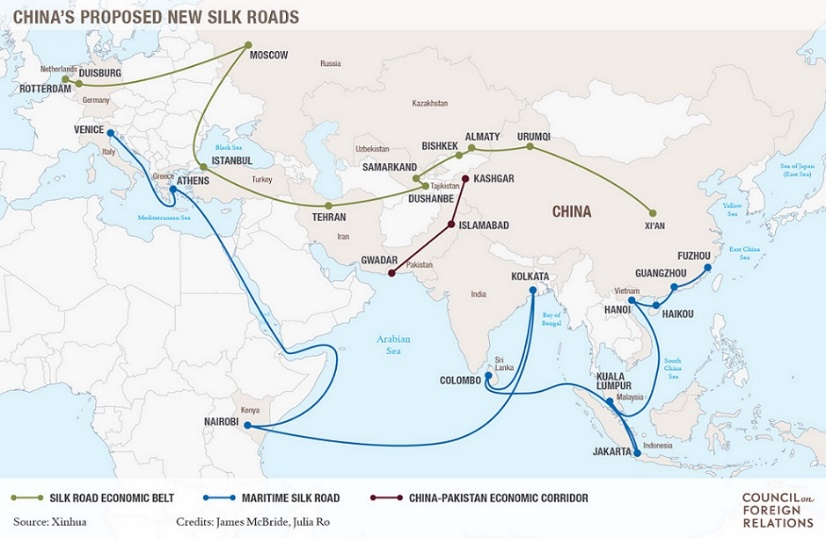 CHINA'S PROPOSED NEW SILK ROADS
MOSCOW
Netherlands
DUISBURG
ROTTERDAM
Germany
Russia
Kazakhstan
VENICE
Italy
Black Sea
ALMATY
URUMQI
BISHKEK
Uzbekistan
ISTANBUL
SAMARKAND
Greece
ATHENS
Turkey
Tajikistan
KASHGAR
DUSHANBE
Sea of Japan
(East Sea)
Mediterranean Sea
TEHRAN
CHINA
XI'AN
Yellow
Sea
ISLAMABAD
Iran
GWADAR
Pakistan
FUZHOU
East China
Sea
GUANGZHOU
KOLKATA
India
Vietnam
HANOI
HAIKOU
Bay of
Bengal
Arabian
Sea
Sri
Lanka
COLOMBO
South
China
Sea
KUALA
LUMPUR
Malaysia
Kenya
NAIROBI
JAKARTA
Indonesia
SILK ROAD ECONOMIC BELT
MARITIME SILK ROAD
CHINA-PAKISTAN ECONOMIC CORRIDOR
Source: Xinhua
Credits: James McBride, Julia Ro
COUNCIL on
FOREIGN
RELATIONS